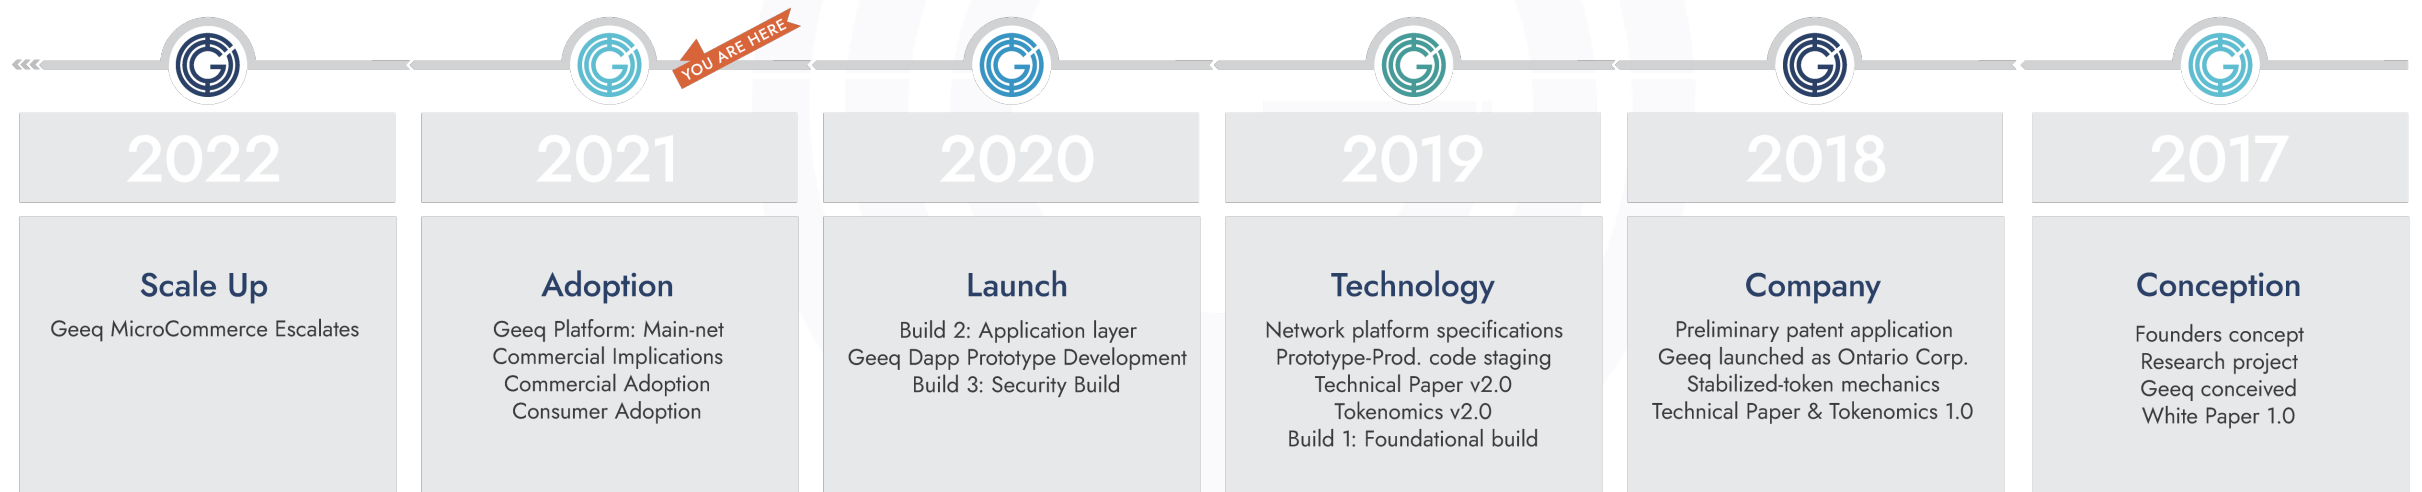 YOU ARE HERE
2022
Scale Up
Geeq MicroCommerce Escalates
2021
Adoption
Geeq Platform: Main-net
Commercial Implications
Commercial Adoption
Consumer Adoption
2020
Launch
Build 2: Application layer
Geeq Dapp Prototype Development
Build 3: Security Build
2019
Technology
Network platform specifications
Prototype-Prod. code staging
Technical Paper v2.0
Tokenomics v2.0
Build 1: Foundational build
2018
Company
Preliminary patent application
Geeq launched as Ontario Corp.
Stabilized-token mechanics
Technical Paper & Tokenomics 1.0
2017
Conception
Founders concept
Research project
Geeq conceived
White Paper 1.0